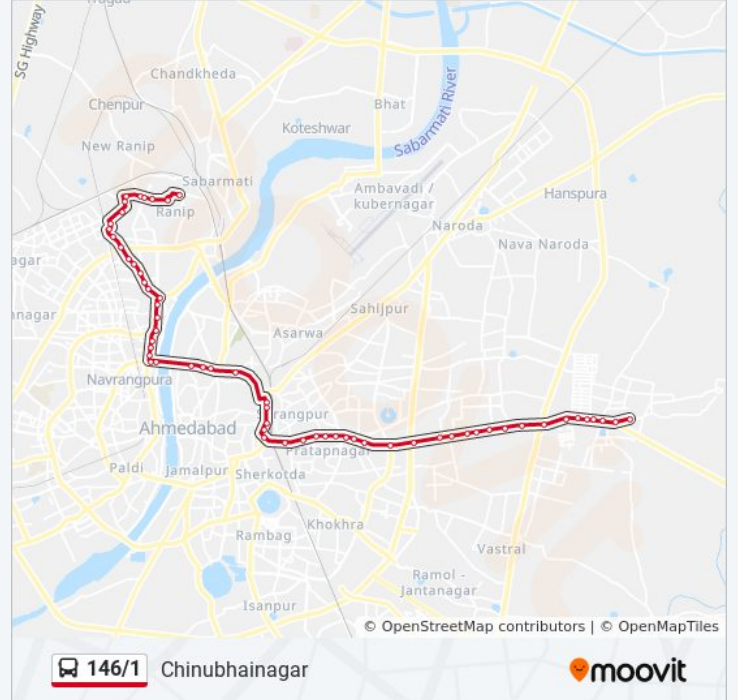 SG Highway
Chandkheda
Chenpur
Bhat
Koteshwar
Sabarmati River
New Ranip
Sabarmati
Ambavadi /
kubernagar
Hanspura
Ranip
Naroda
Nava Naroda
agar
Sahijpur
nagar
Asarwa
Navrangpura
rangpur
Ahmedabad
Pratapnagar
Paldi
Jamalpur
Sherkotda
Khokhra
Rambag
Vastral
Ramol -
Jantanagar
Isanpur
© OpenStreetMap contributors | © OpenMapTiles
146/1 Chinubhainagar
moovit